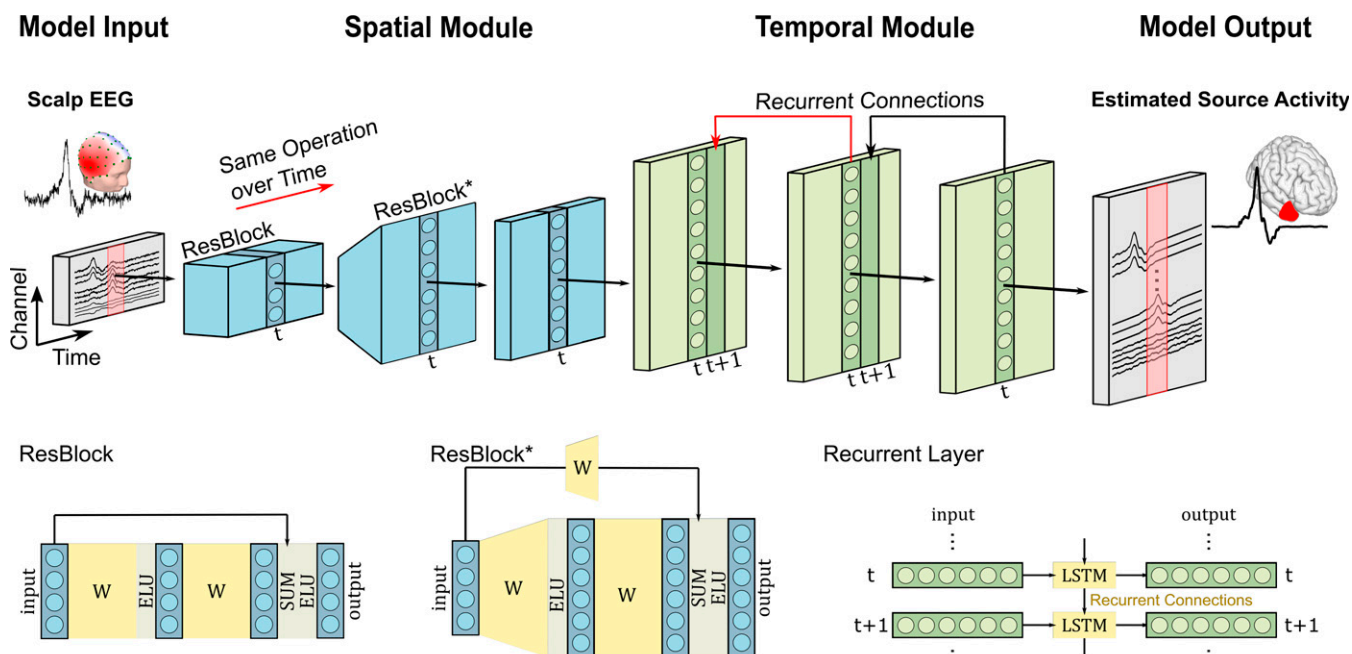 Model Input
Spatial Module
Temporal Module
Model Output
Scalp EEG
Same Operation
over Time
Recurrent Connections
Estimated Source Activity
ResBlock
ResBlock*
Channel
Time
t
t
t
t t+1
t t+1
t
ResBlock
input
W
ELU
W
SUM
ELU
output
ResBlock*
W
input
W
ELU
W
SUM
ELU
output
Recurrent Layer
input
output
t
LSTM
t
Recurrent Connections
t+1
LSTM
t+1